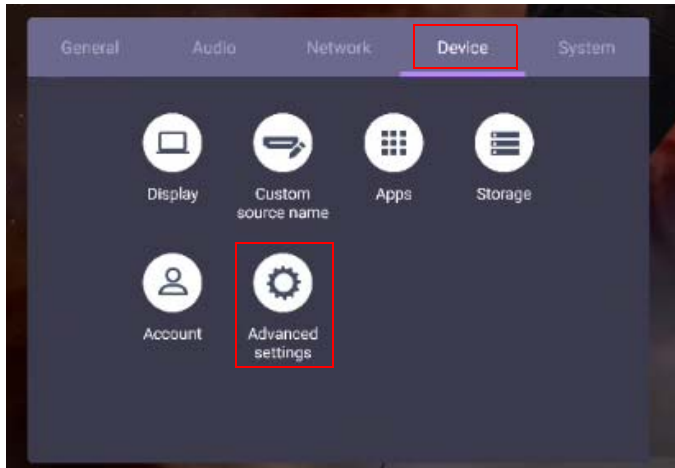 General Audio Network Device System
Display Custom source name Apps Storage
Account Advanced settings